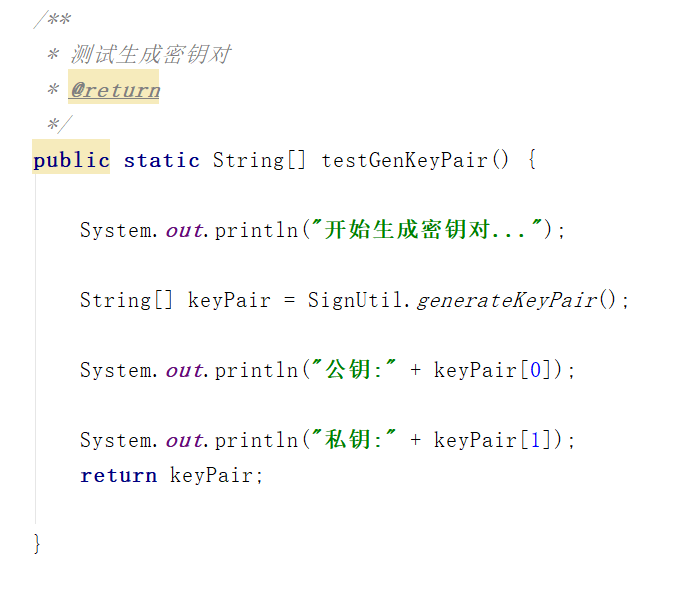 /**
 * 测试生成密钥对
 * @return
 */
public static String[] testGenKeyPair() {
System.out.println("开始生成密钥对...");
String[] keyPair = SignUtil.generateKeyPair();
System.out.println("公钥:" + keyPair[0]);
System.out.println("私钥:" + keyPair[1]);
return keyPair;
}